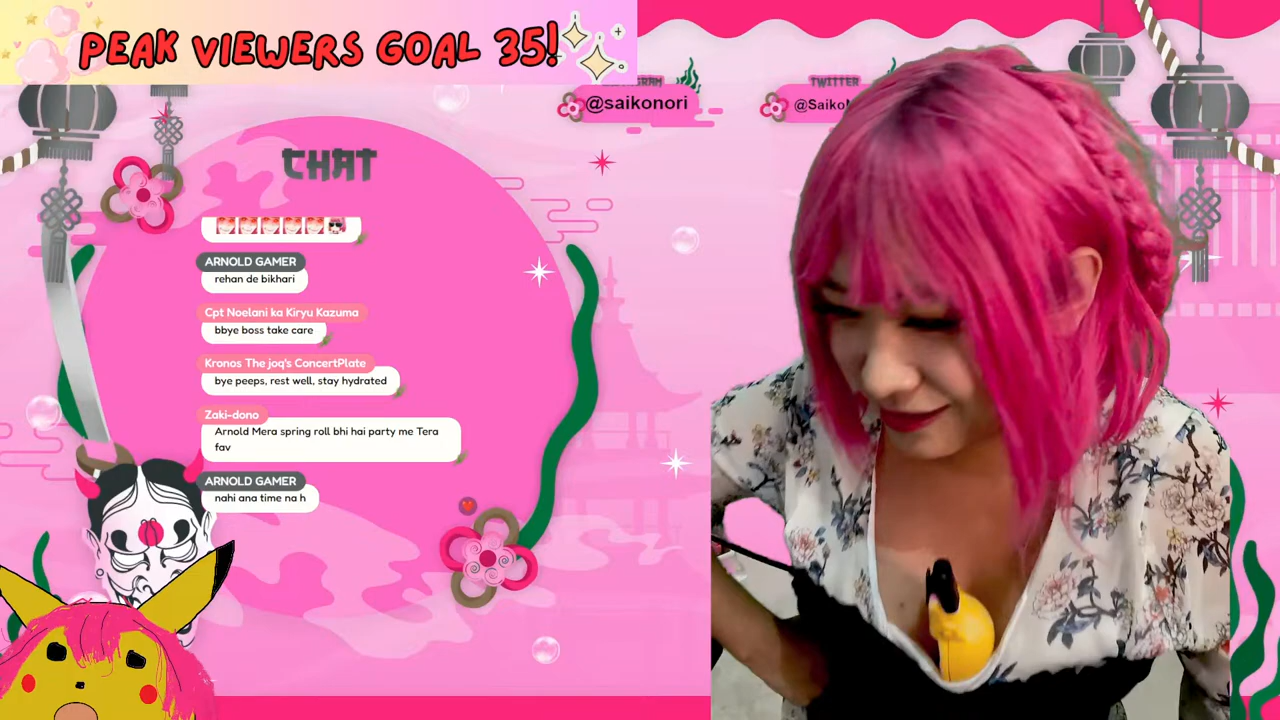 PEAK VIEWERS GOAL 35!
TWITTER
@saikonori
CHAT
ARNOLD GAMER
rehan de bikhari
Cpt Noelani ka Kiryu Kazuma
bbye boss take care
Kronos The joq's ConcertPlate
bye peeps, rest well, stay hydrated
Zaki-dono
Arnold Mera spring roll bhi hai party me Tera
fav
ARNOLD GAMER
nahi ana time na h